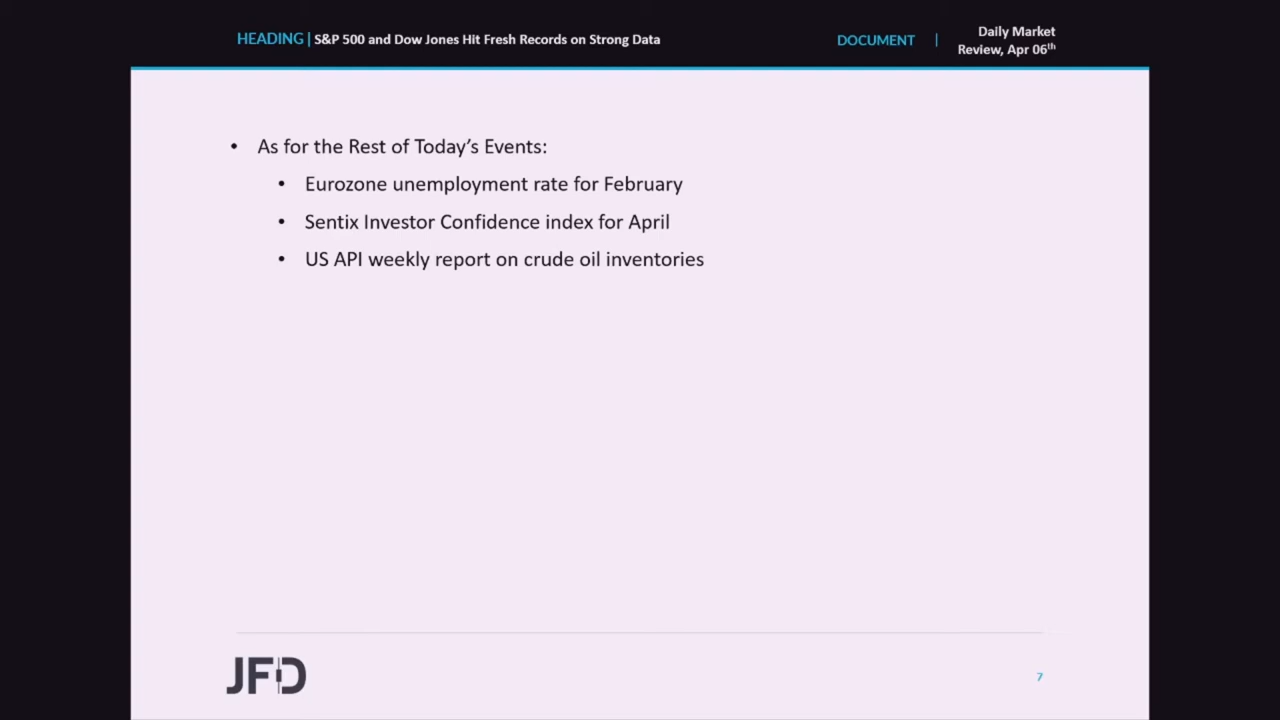 HEADING | S&P 500 and Dow Jones Hit Fresh Records on Strong Data
DOCUMENT | Daily Market
Review, Apr 06th
• As for the Rest of Today’s Events:
• Eurozone unemployment rate for February
• Sentix Investor Confidence index for April
• US API weekly report on crude oil inventories
JFD
7